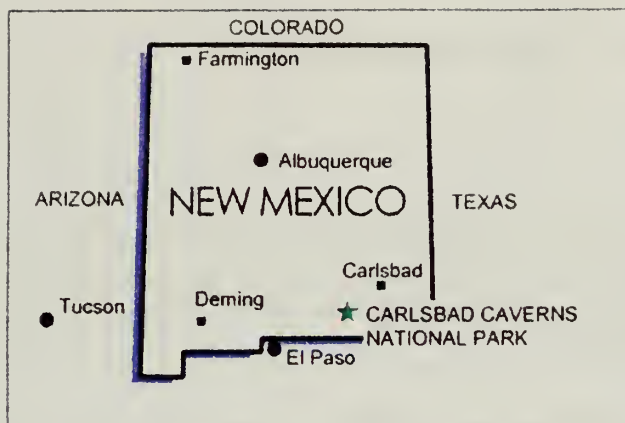 COLORADO
Farmington
Albuquerque
ARIZONA
NEW MEXICO
TEXAS
Carlsbad
Tucson
Deming
CARLSBAD CAVERNS
NATIONAL PARK
El Paso